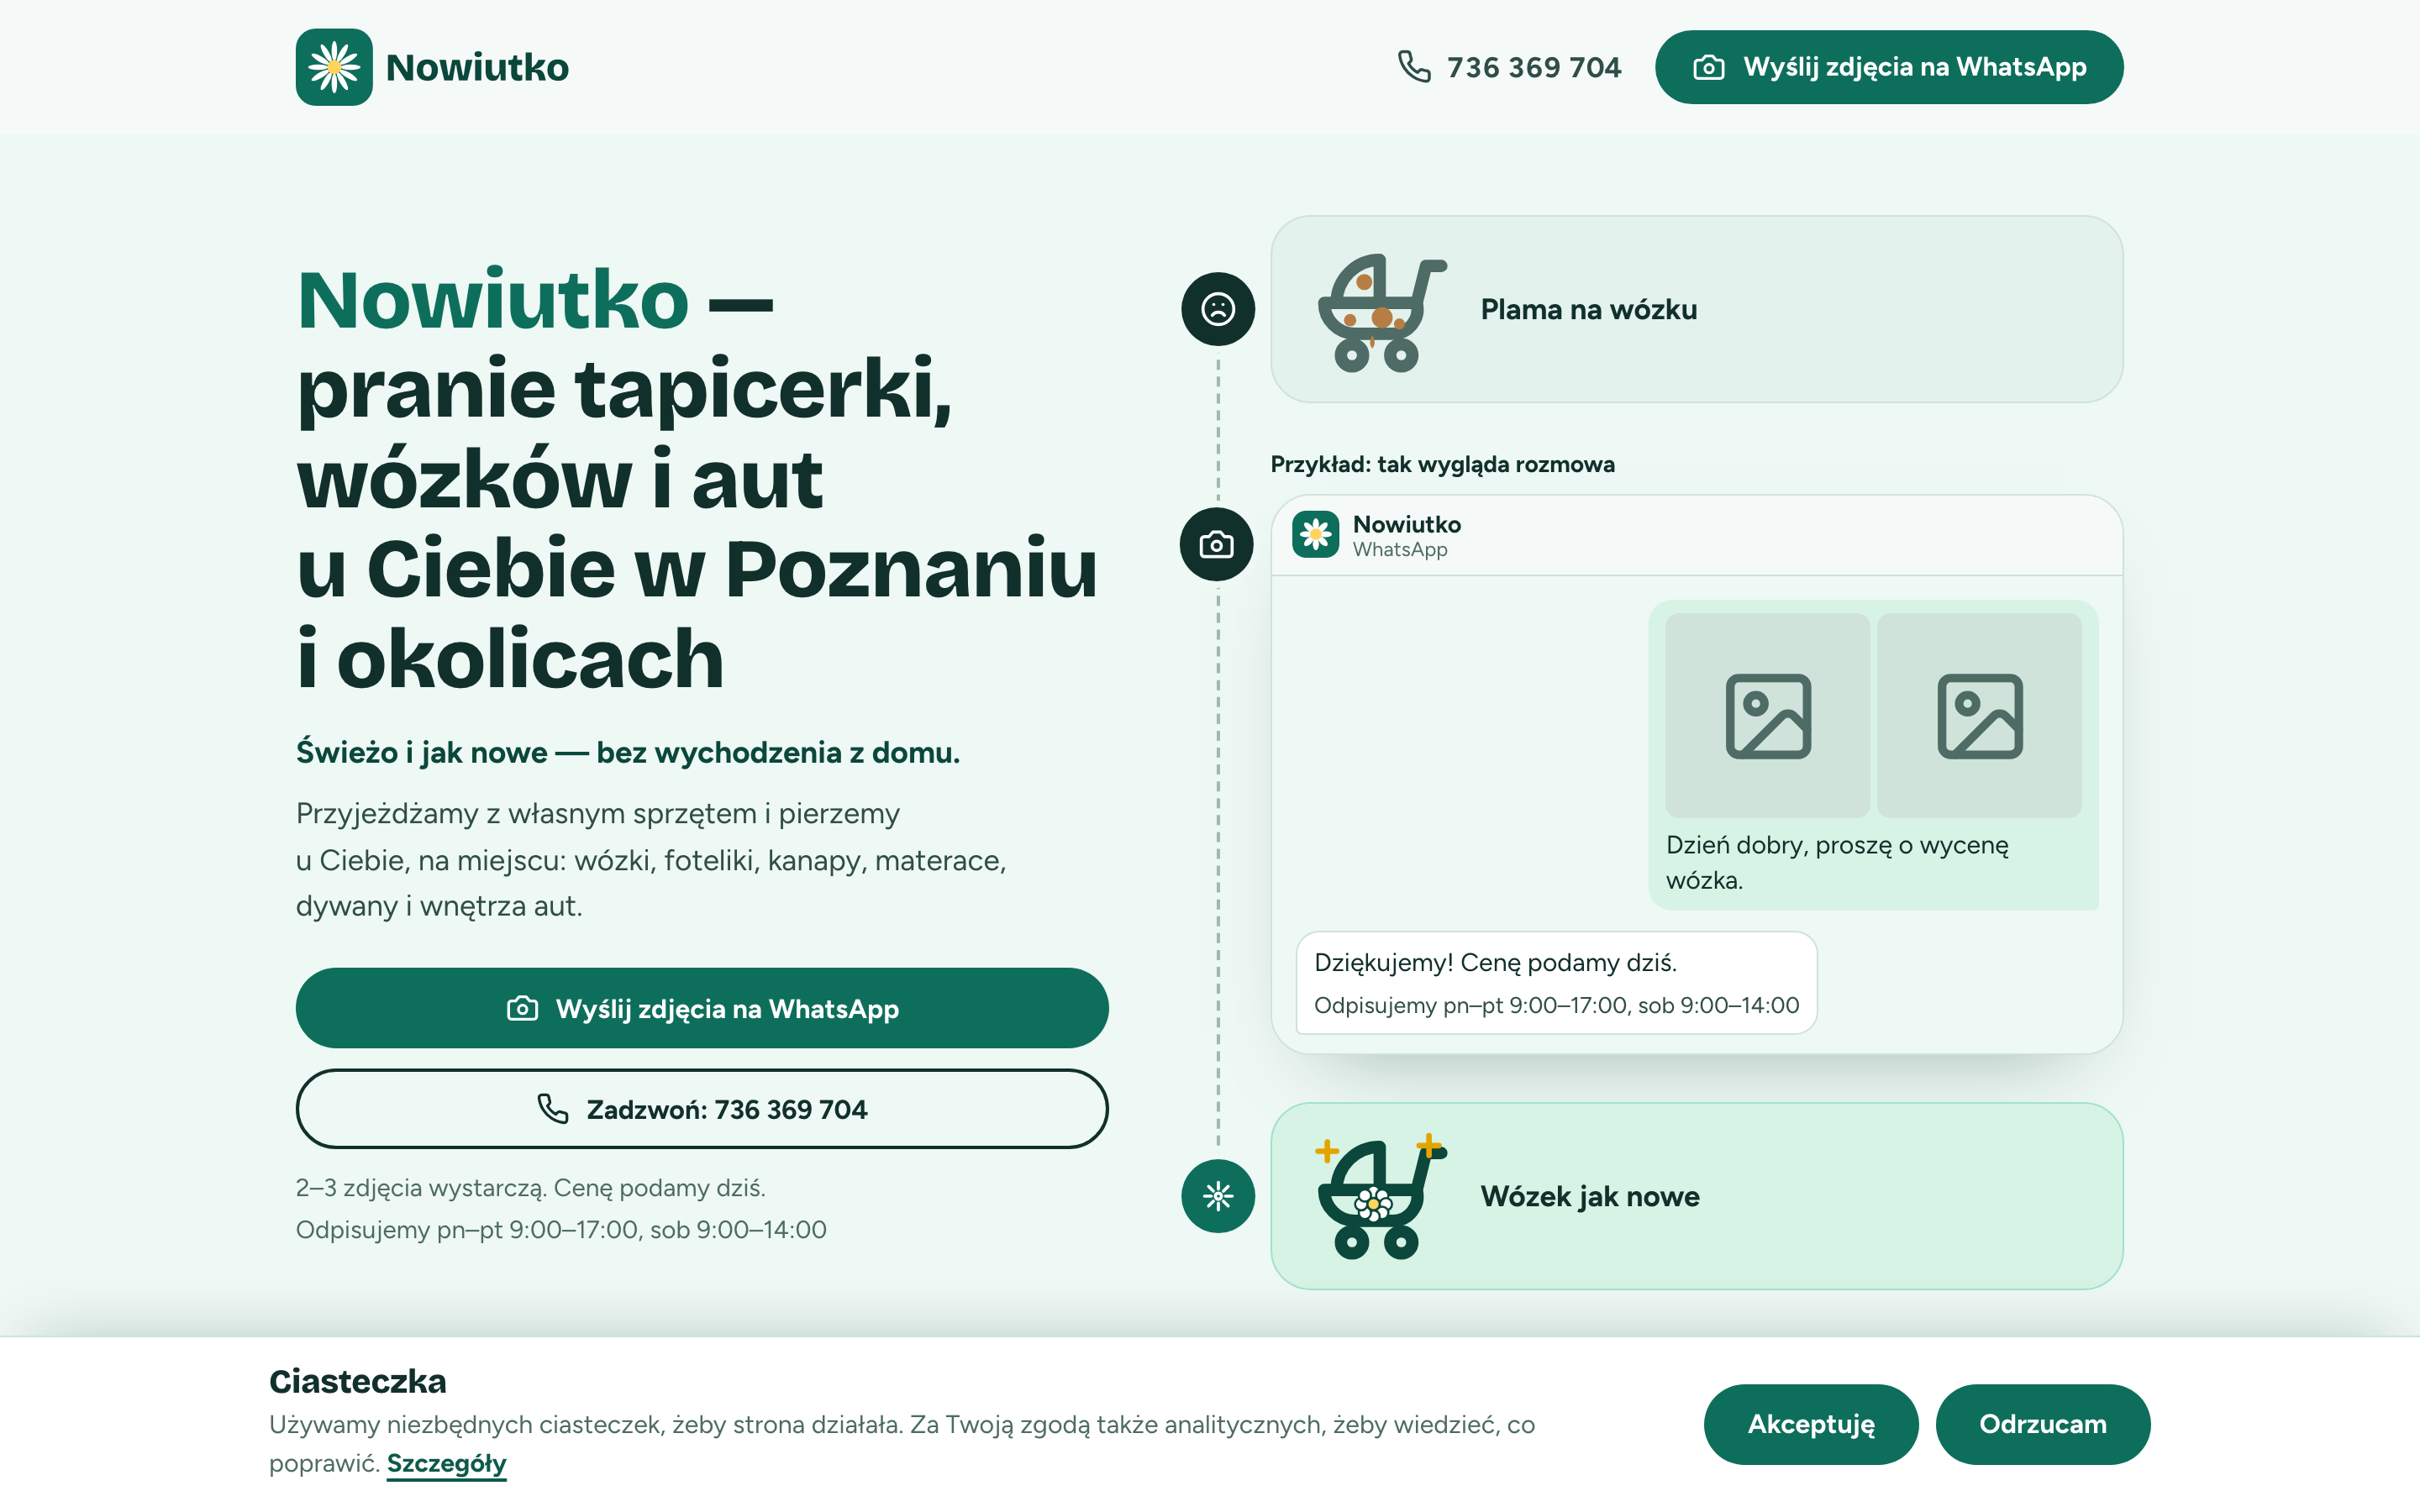 Nowiutko
736 369 704
Wyślij zdjęcia na WhatsApp
Nowiutko —
pranie tapicerki,
wózków i aut
u Ciebie w Poznaniu
i okolicach
Świeżo i jak nowe — bez wychodzenia z domu.
Przyjeżdżamy z własnym sprzętem i pierzemy
u Ciebie, na miejscu: wózki, foteliki, kanapy, materace,
dywany i wnętrza aut.
Wyślij zdjęcia na WhatsApp
Zadzwoń: 736 369 704
2–3 zdjęcia wystarczą. Cenę podamy dziś.
Odpisujemy pn–pt 9:00–17:00, sob 9:00–14:00
Plama na wózku
Przykład: tak wygląda rozmowa
Nowiutko
WhatsApp
Dzień dobry, proszę o wycenę
wózka.
Dziękujemy! Cenę podamy dziś.
Odpisujemy pn–pt 9:00–17:00, sob 9:00–14:00
Wózek jak nowe
Ciasteczka
Używamy niezbędnych ciasteczek, żeby strona działała. Za Twoją zgodą także analitycznych, żeby wiedzieć, co
poprawić. Szczegóły
Akceptuję
Odrzucam